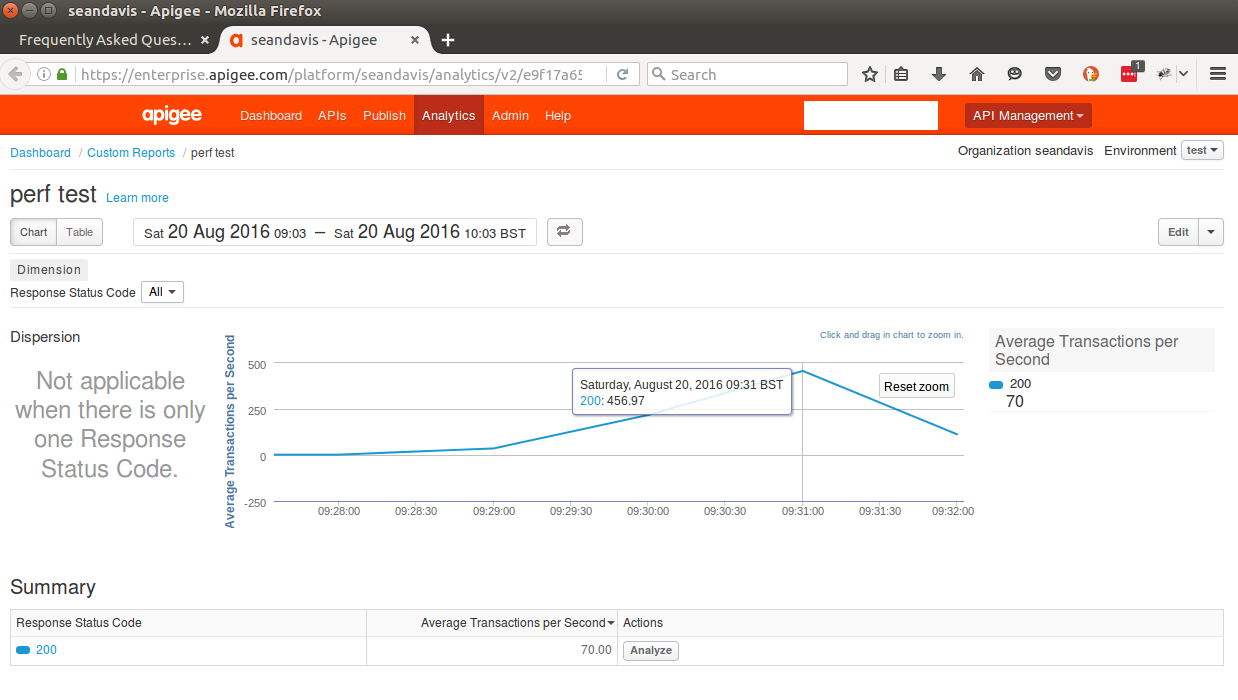 seandavis - Apigee - Mozilla Firefox
Frequently Asked Ques... × seandavis - Apigee × +
https://enterprise.apigee.com/platform/seandavis/analytics/v2/e9f17a65 Search 1
apigee Dashboard APIs Publish Analytics Admin Help API Management
Dashboard / Custom Reports / perf test Organization seandavis Environment test
perf test Learn more
Chart Table Sat 20 Aug 2016 09:03 – Sat 20 Aug 2016 10:03 BST Edit
Dimension
Response Status Code All
Dispersion
Not applicable
when there is only
one Response
Status Code.
Average Transactions per Second
Click and drag in chart to zoom in.
500
250
0
-250
Saturday, August 20, 2016 09:31 BST
200: 456.97
Reset zoom
09:28:00 09:28:30 09:29:00 09:29:30 09:30:00 09:30:30 09:31:00 09:31:30 09:32:00
Average Transactions per
Second
200
70
Summary
Response Status Code Average Transactions per Second Actions
200 70.00 Analyze